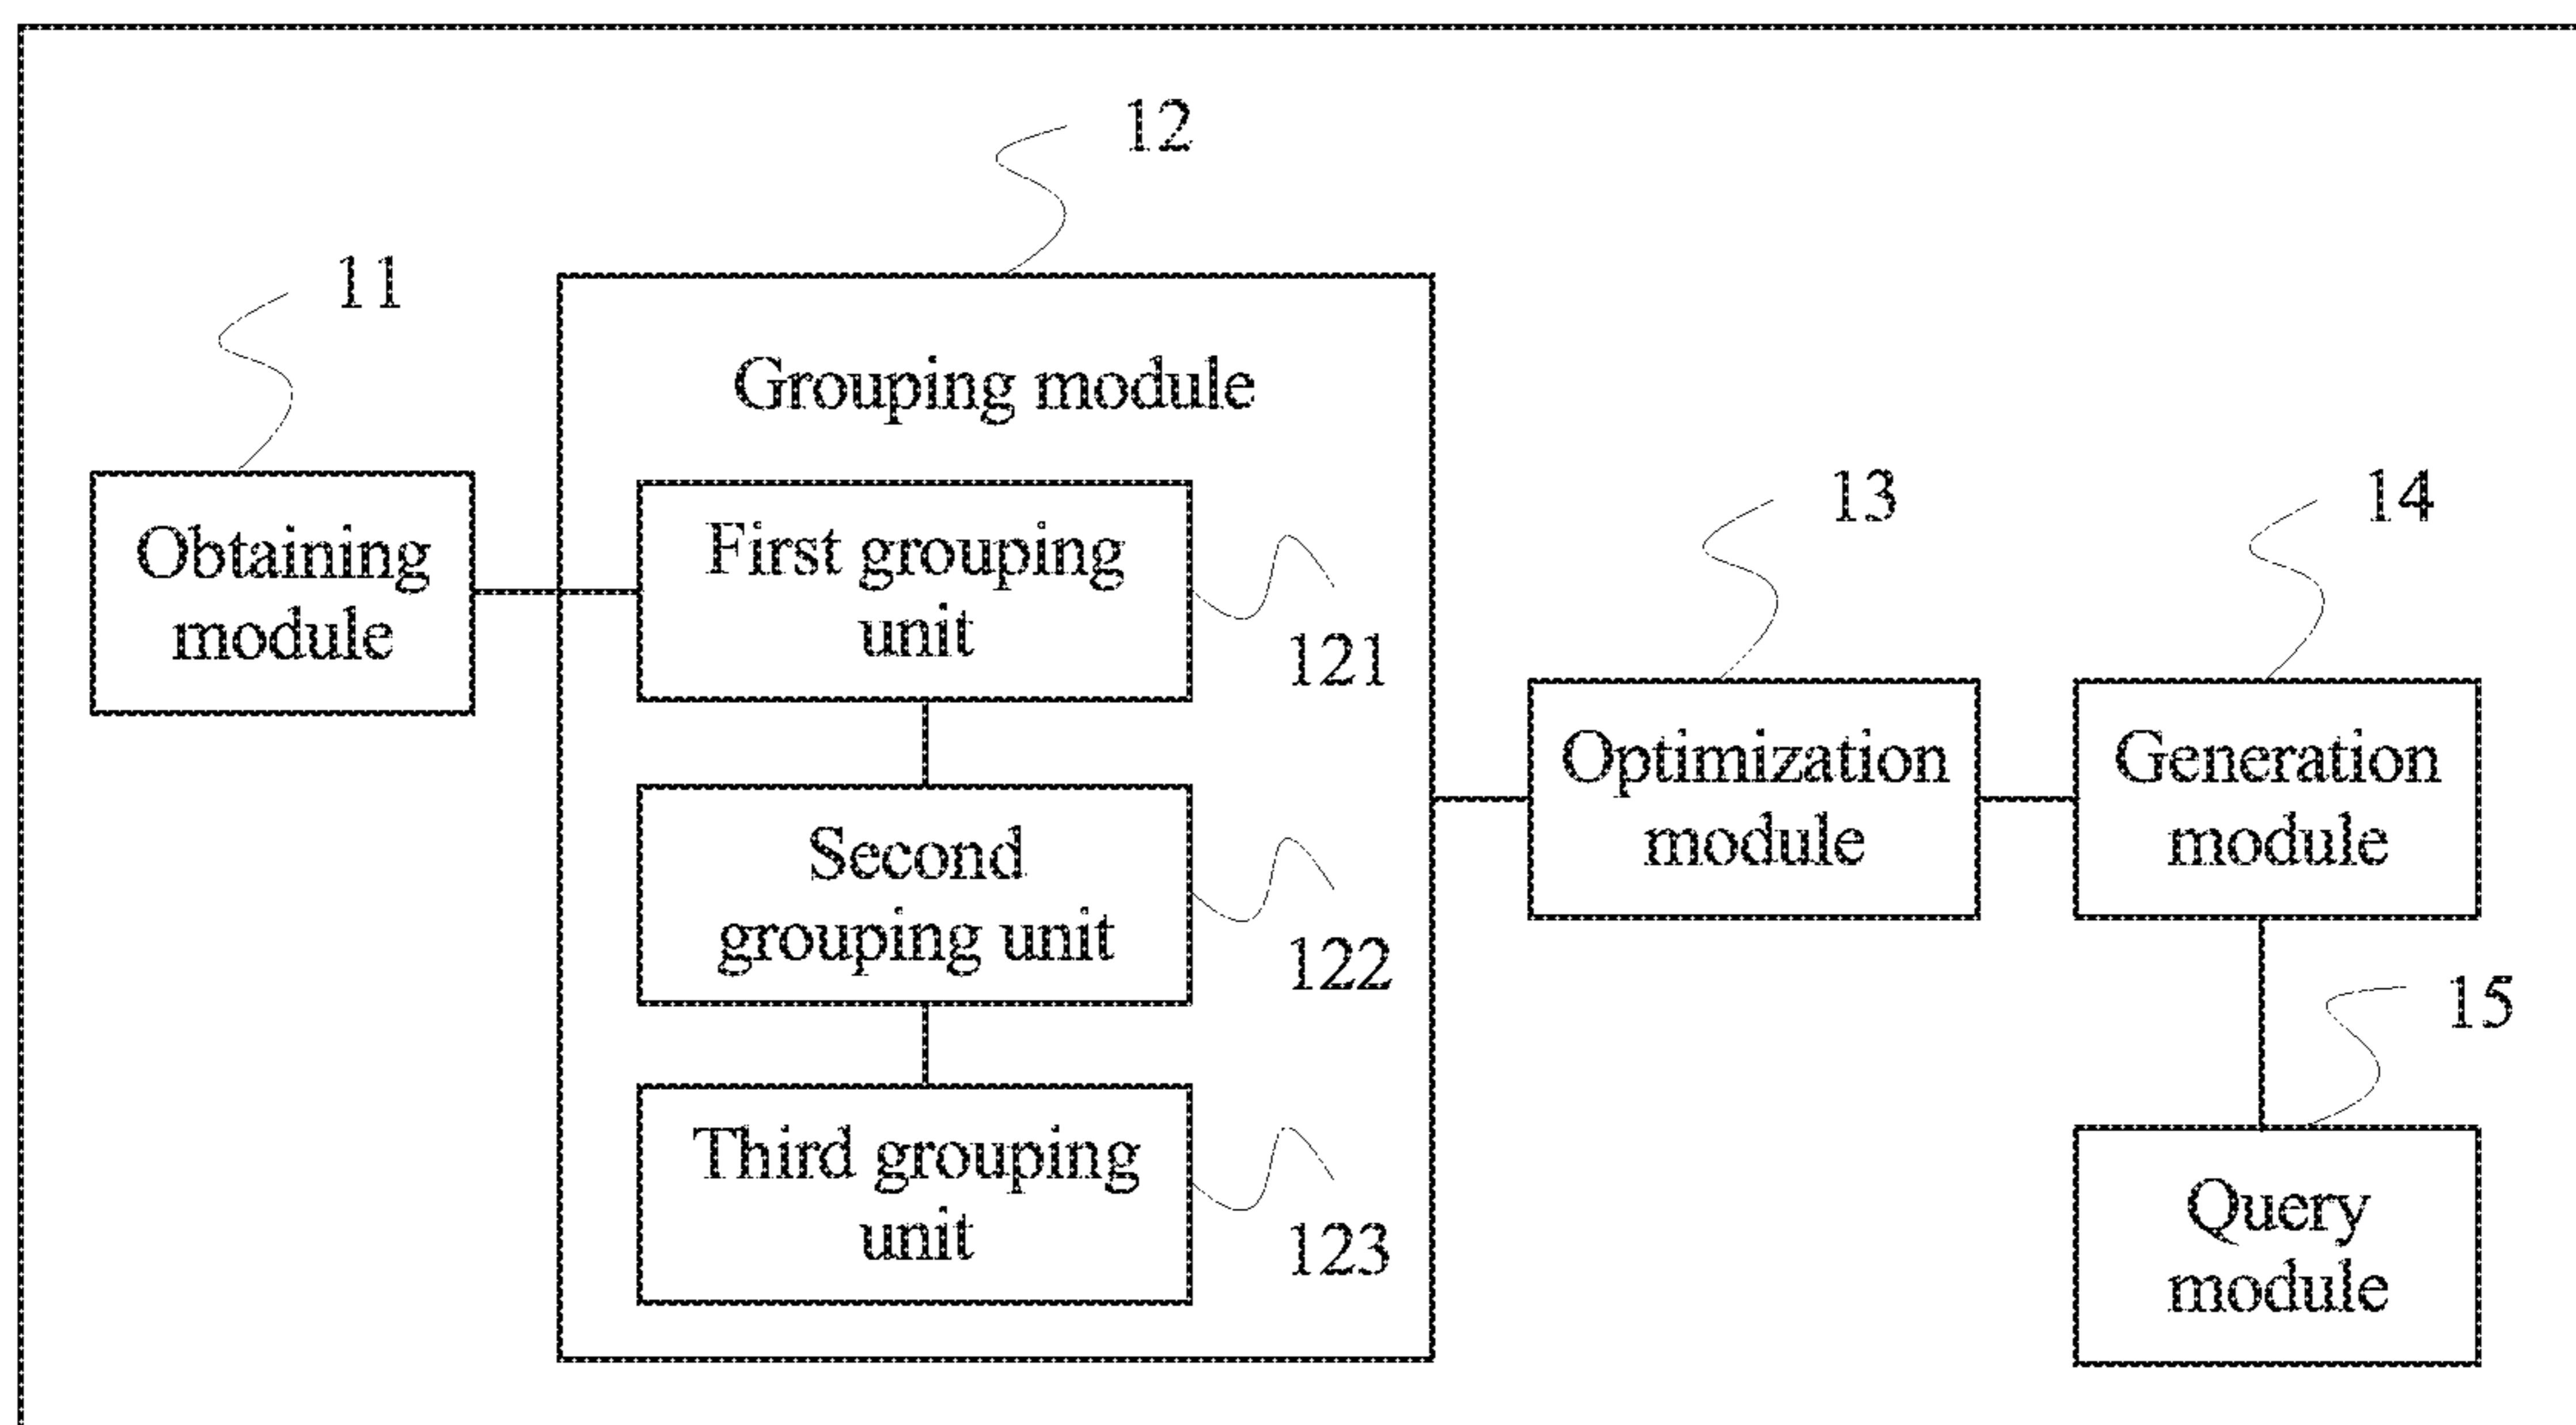 12
11
Grouping module
Obtaining
module
First grouping
unit
121
13
14
Second
grouping unit
122
Optimization
module
Generation
module
15
Third grouping
unit
123
Query
module